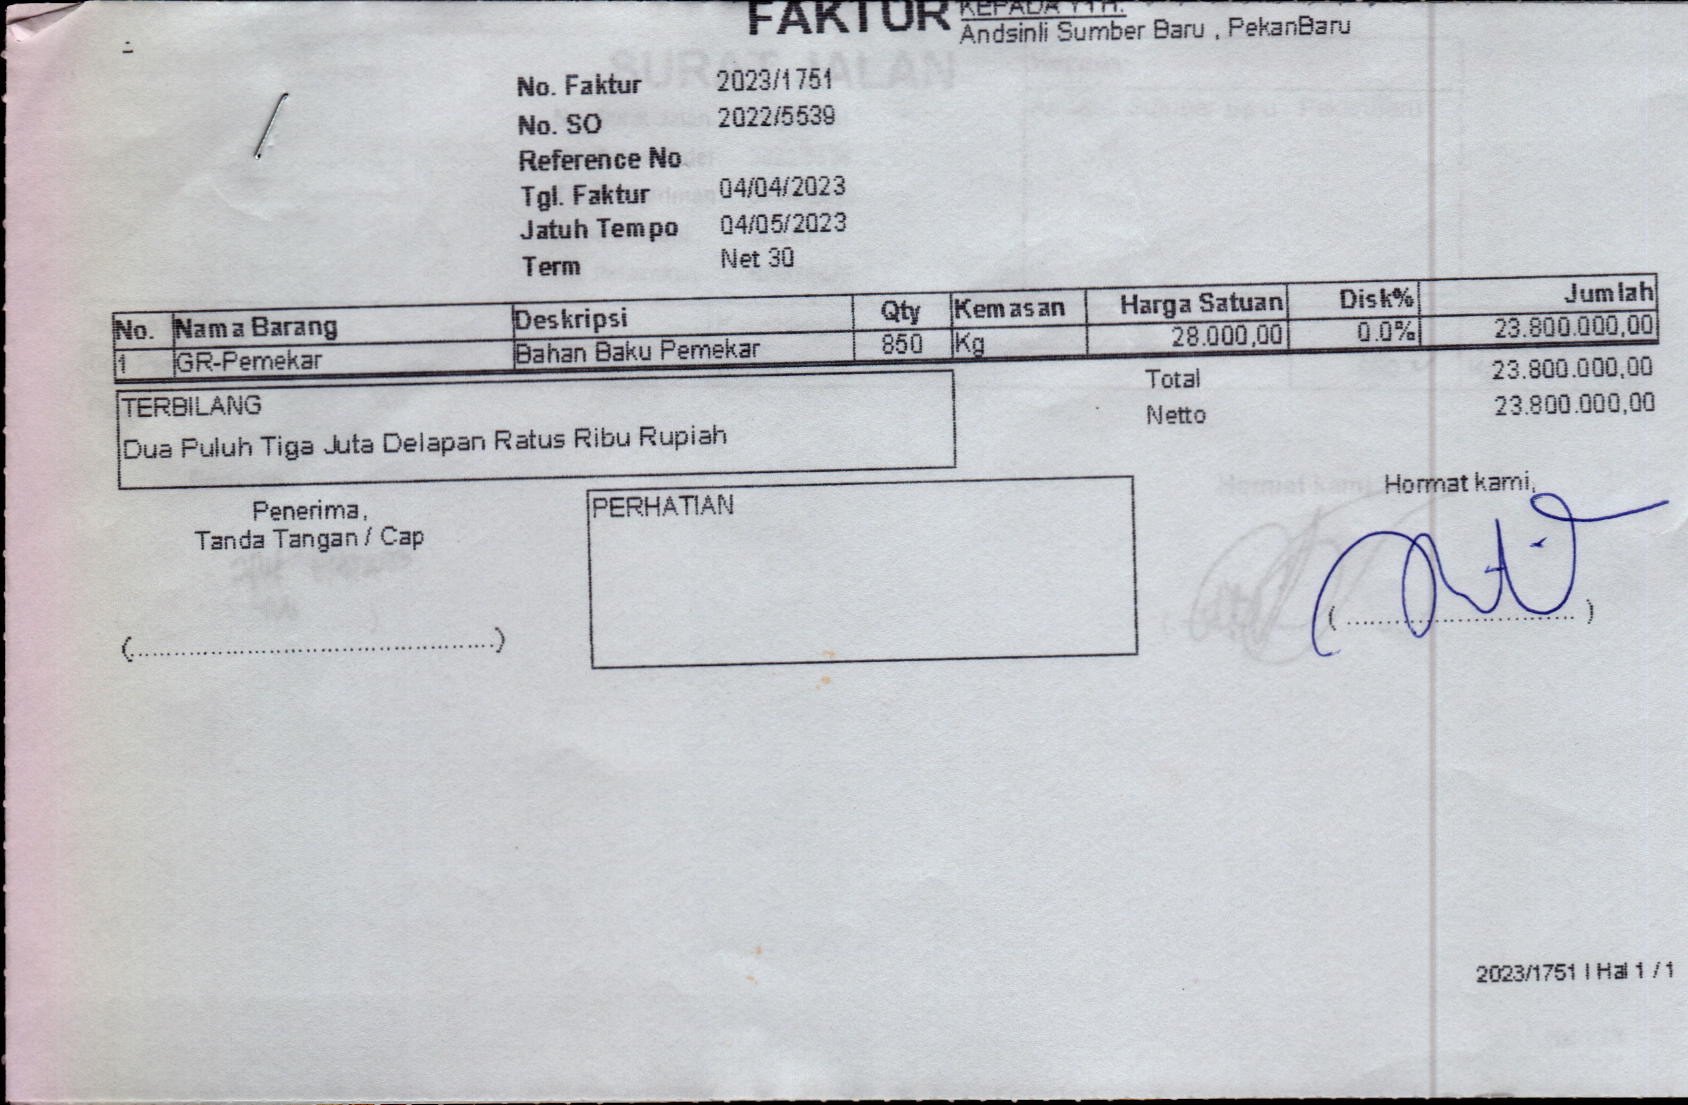 FAKTUR
KEPADA YTH.
Andsinli Sumber Baru , PekanBaru
No. Faktur 2023/1751
No. SO 2022/5539
Reference No
Tgl. Faktur 04/04/2023
Jatuh Tempo 04/05/2023
Term Net 30
No. Nama Barang Deskripsi Qty Kemasan Harga Satuan Disk% Jumlah
1 GR-Pemekar Bahan Baku Pemekar 850 Kg 28.000,00 0.0% 23.800.000,00
Total 23.800.000,00
Netto 23.800.000,00
TERBILANG
Dua Puluh Tiga Juta Delapan Ratus Ribu Rupiah
Penerima,
Tanda Tangan / Cap
(..............................................)
PERHATIAN
Hormat kami,
( ................................ )
2023/1751 | Hal 1 / 1